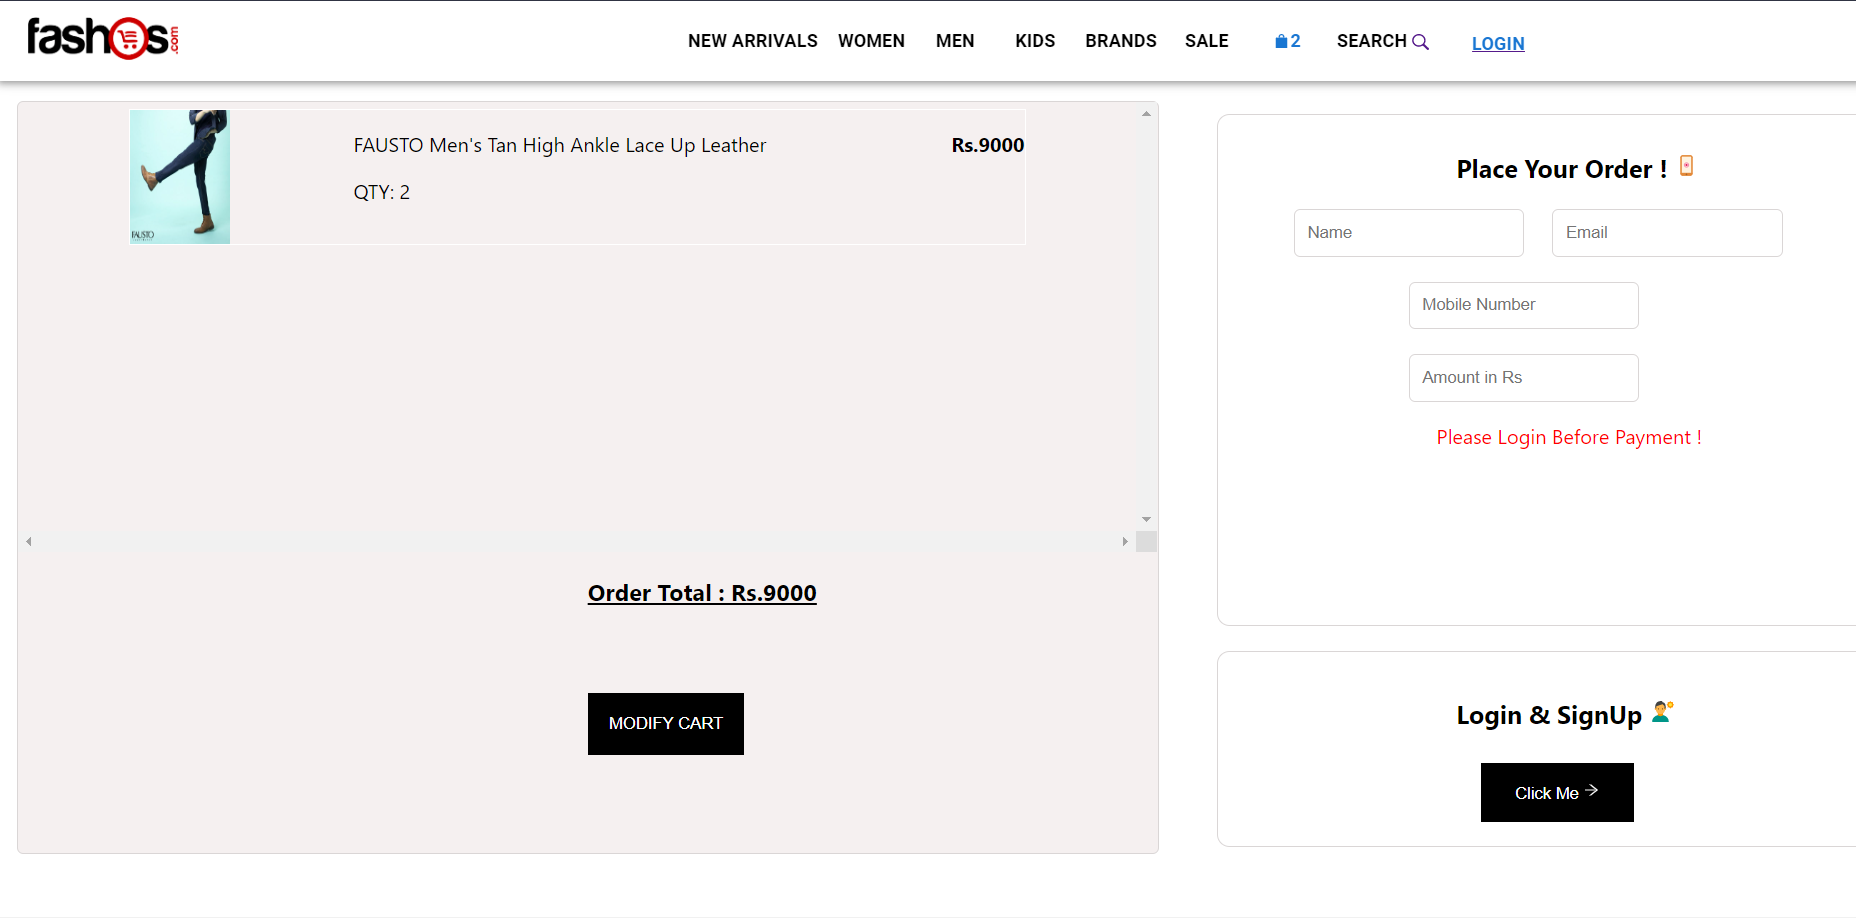 fashos.com
NEW ARRIVALS WOMEN MEN KIDS BRANDS SALE 2 SEARCH LOGIN
FAUSTO Men's Tan High Ankle Lace Up Leather Rs.9000
QTY: 2
FAUSTO
Order Total : Rs.9000
MODIFY CART
Place Your Order !
Name Email
Mobile Number
Amount in Rs
Please Login Before Payment !
Login & SignUp
Click Me